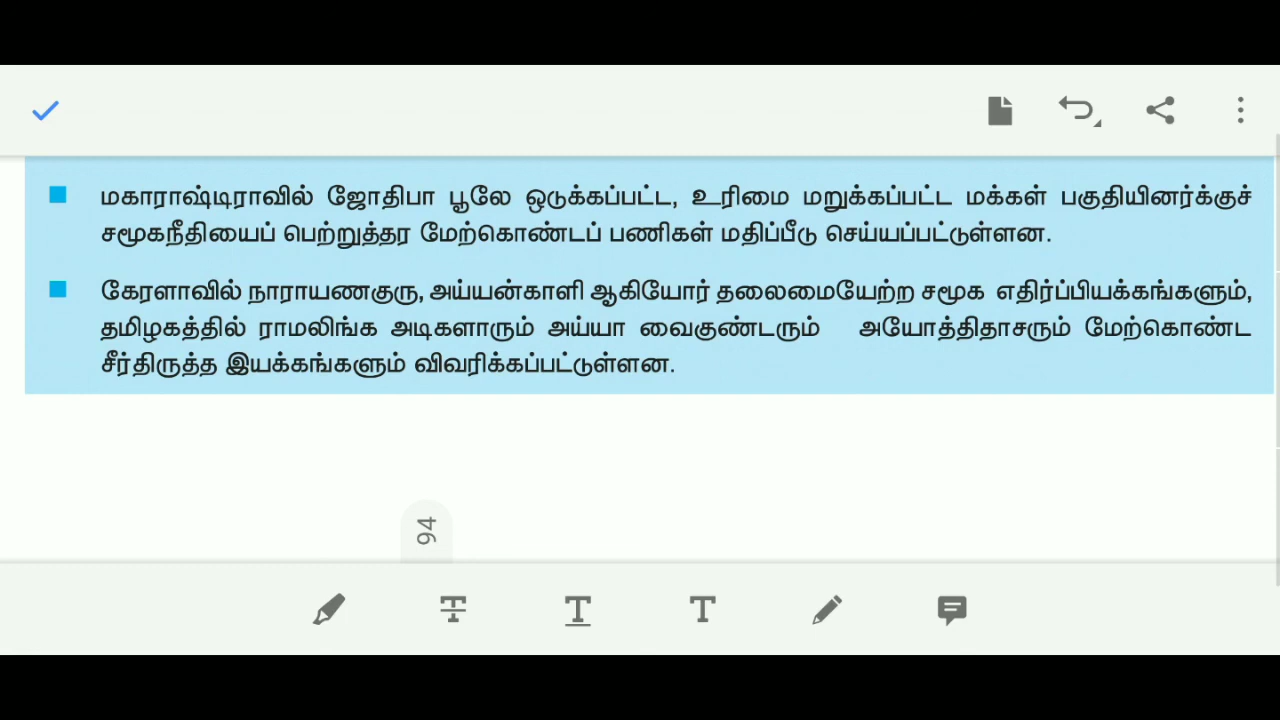 மகாராஷ்டிராவில் ஜோதிபா பூலே ஒடுக்கப்பட்ட, உரிமை மறுக்கப்பட்ட மக்கள் பகுதியினர்க்குச்
சமூகநீதியைப் பெற்றுத்தர மேற்கொண்டப் பணிகள் மதிப்பீடு செய்யப்பட்டுள்ளன.
கேரளாவில் நாராயணகுரு, அய்யன்காளி ஆகியோர் தலைமையேற்ற சமூக எதிர்ப்பியக்கங்களும்,
தமிழகத்தில் ராமலிங்க அடிகளாரும் அய்யா வைகுண்டரும் அயோத்திதாசரும் மேற்கொண்ட
சீர்திருத்த இயக்கங்களும் விவரிக்கப்பட்டுள்ளன.
94